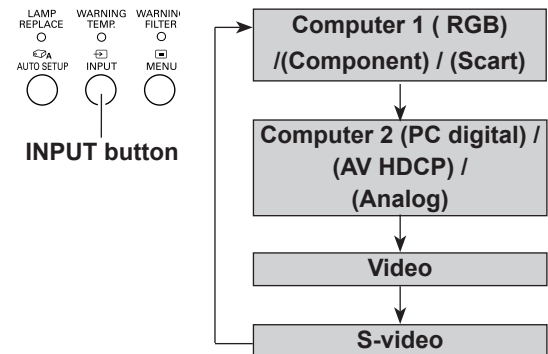 LAMP REPLACE
WARNING TEMP.
WARNING FILTER
A
AUTO SETUP
INPUT
MENU
INPUT button
Computer 1 ( RGB)
/(Component) / (Scart)
Computer 2 (PC digital) /
(AV HDCP) /
(Analog)
Video
S-video